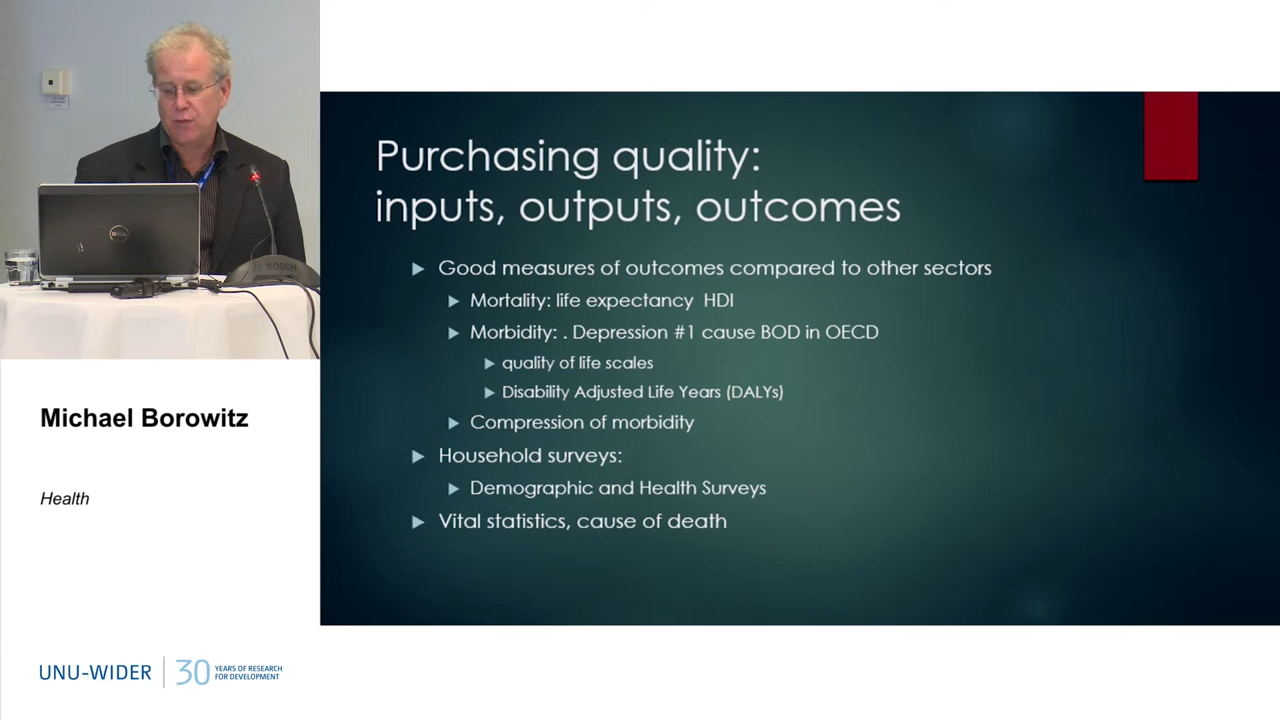 Purchasing quality:
inputs, outputs, outcomes
Good measures of outcomes compared to other sectors
Mortality: life expectancy HDI
Morbidity: . Depression #1 cause BOD in OECD
quality of life scales
Disability Adjusted Life Years (DALYs)
Compression of morbidity
Household surveys:
Demographic and Health Surveys
Vital statistics, cause of death
DELL
BOSCH
Michael Borowitz
Health
UNU-WIDER
30
YEARS OF RESEARCH
FOR DEVELOPMENT